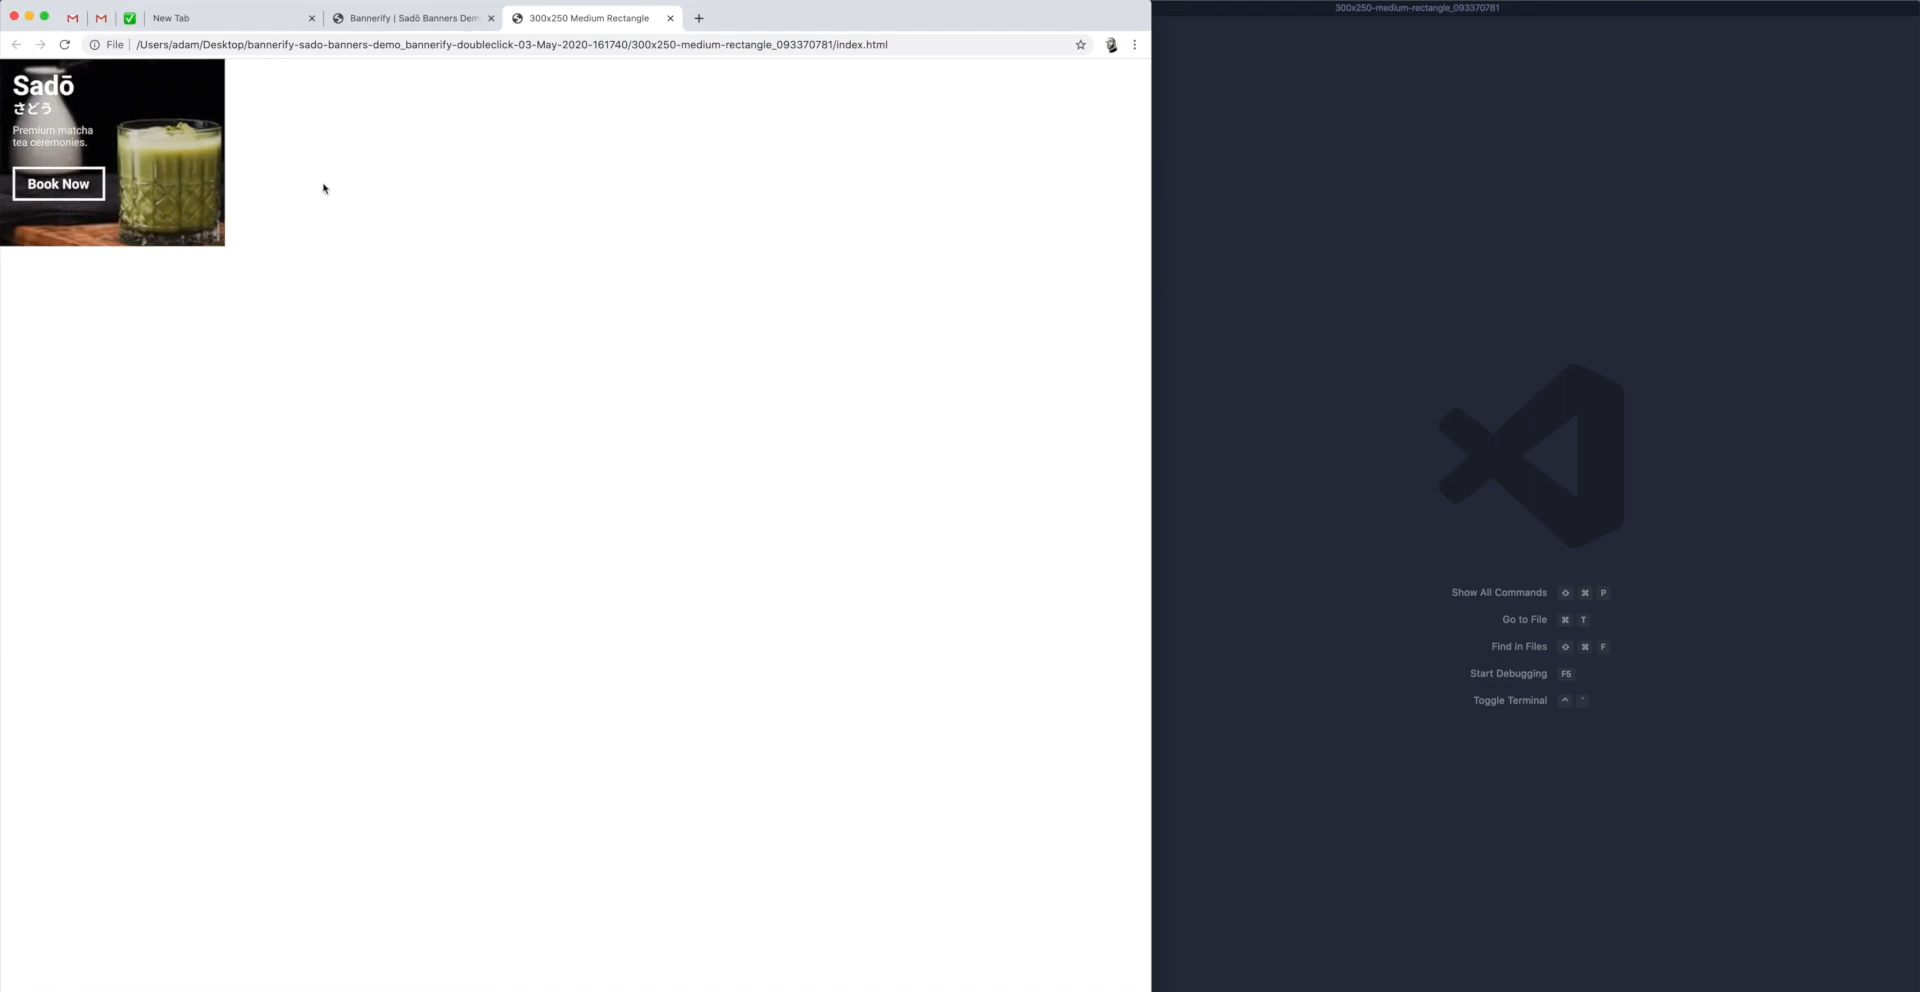 New Tab
Bannerify | Sadō Banners Dem
300x250 Medium Rectangle
300x250-medium-rectangle_093370781
File
/Users/adam/Desktop/bannerify-sado-banners-demo_bannerify-doubleclick-03-May-2020-161740/300x250-medium-rectangle_093370781/index.html
Sadō
さどう
Premium matcha
tea ceremonies.
Book Now
Show All Commands ⇧ ⌘ P
Go to File ⌘ T
Find in Files ⇧ ⌘ F
Start Debugging F5
Toggle Terminal ^ `